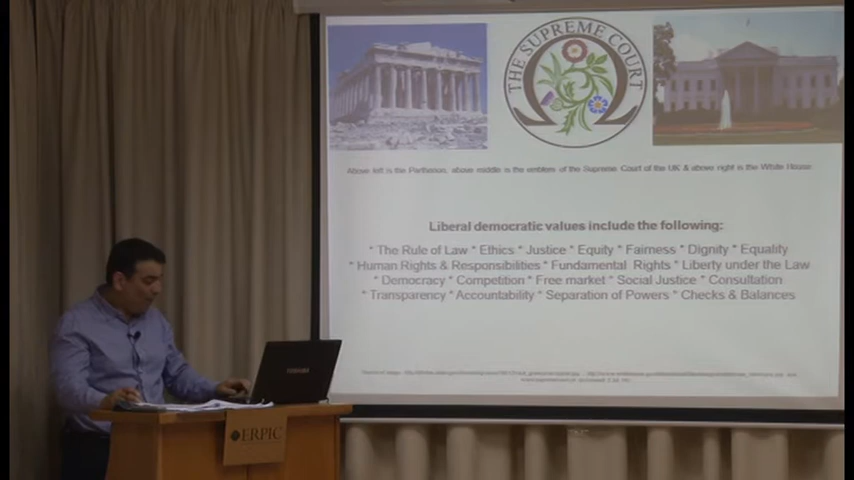 THE SUPREME COURT
Above left is the Parthenon, above middle is the emblem of the Supreme Court of the UK & above right is the White House
Liberal democratic values include the following:
* The Rule of Law * Ethics * Justice * Equity * Fairness * Dignity * Equality
* Human Rights & Responsibilities * Fundamental Rights * Liberty under the Law
* Democracy * Competition * Free market * Social Justice * Consultation
* Transparency * Accountability * Separation of Powers * Checks & Balances
TOSHIBA
ERPIC